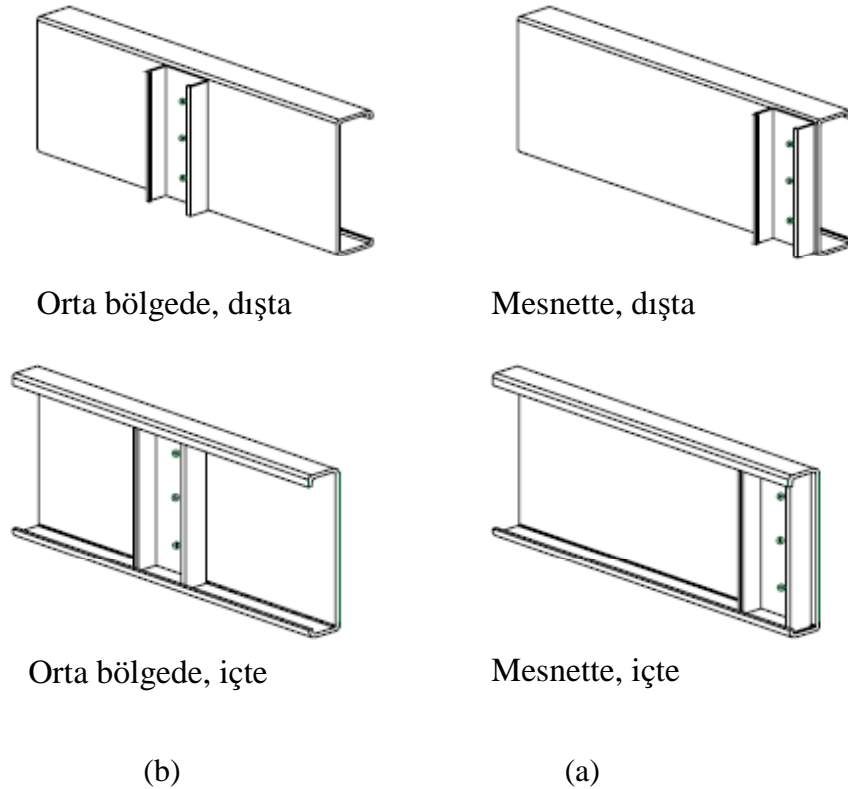 Orta bölgede, dışta
Mesnette, dışta
Orta bölgede, içte
Mesnette, içte
(b)
(a)